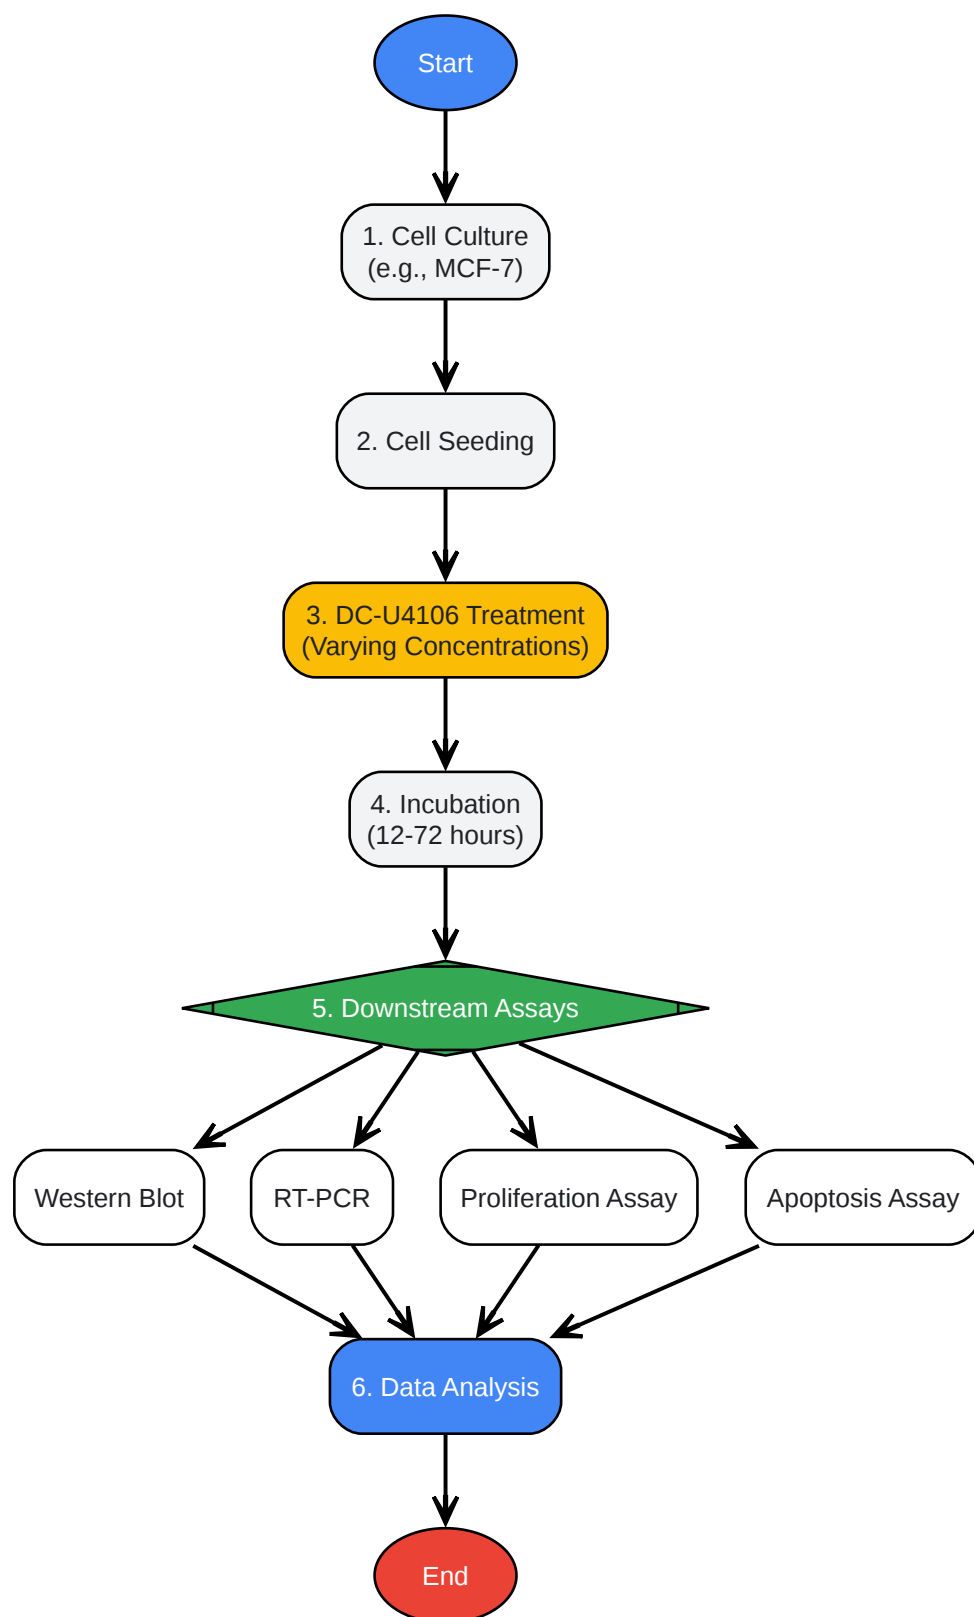 Start
1. Cell Culture
(e.g., MCF-7)
2. Cell Seeding
3. DC-U4106 Treatment
(Varying Concentrations)
4. Incubation
(12-72 hours)
5. Downstream Assays
Western Blot
RT-PCR
Proliferation Assay
Apoptosis Assay
6. Data Analysis
End